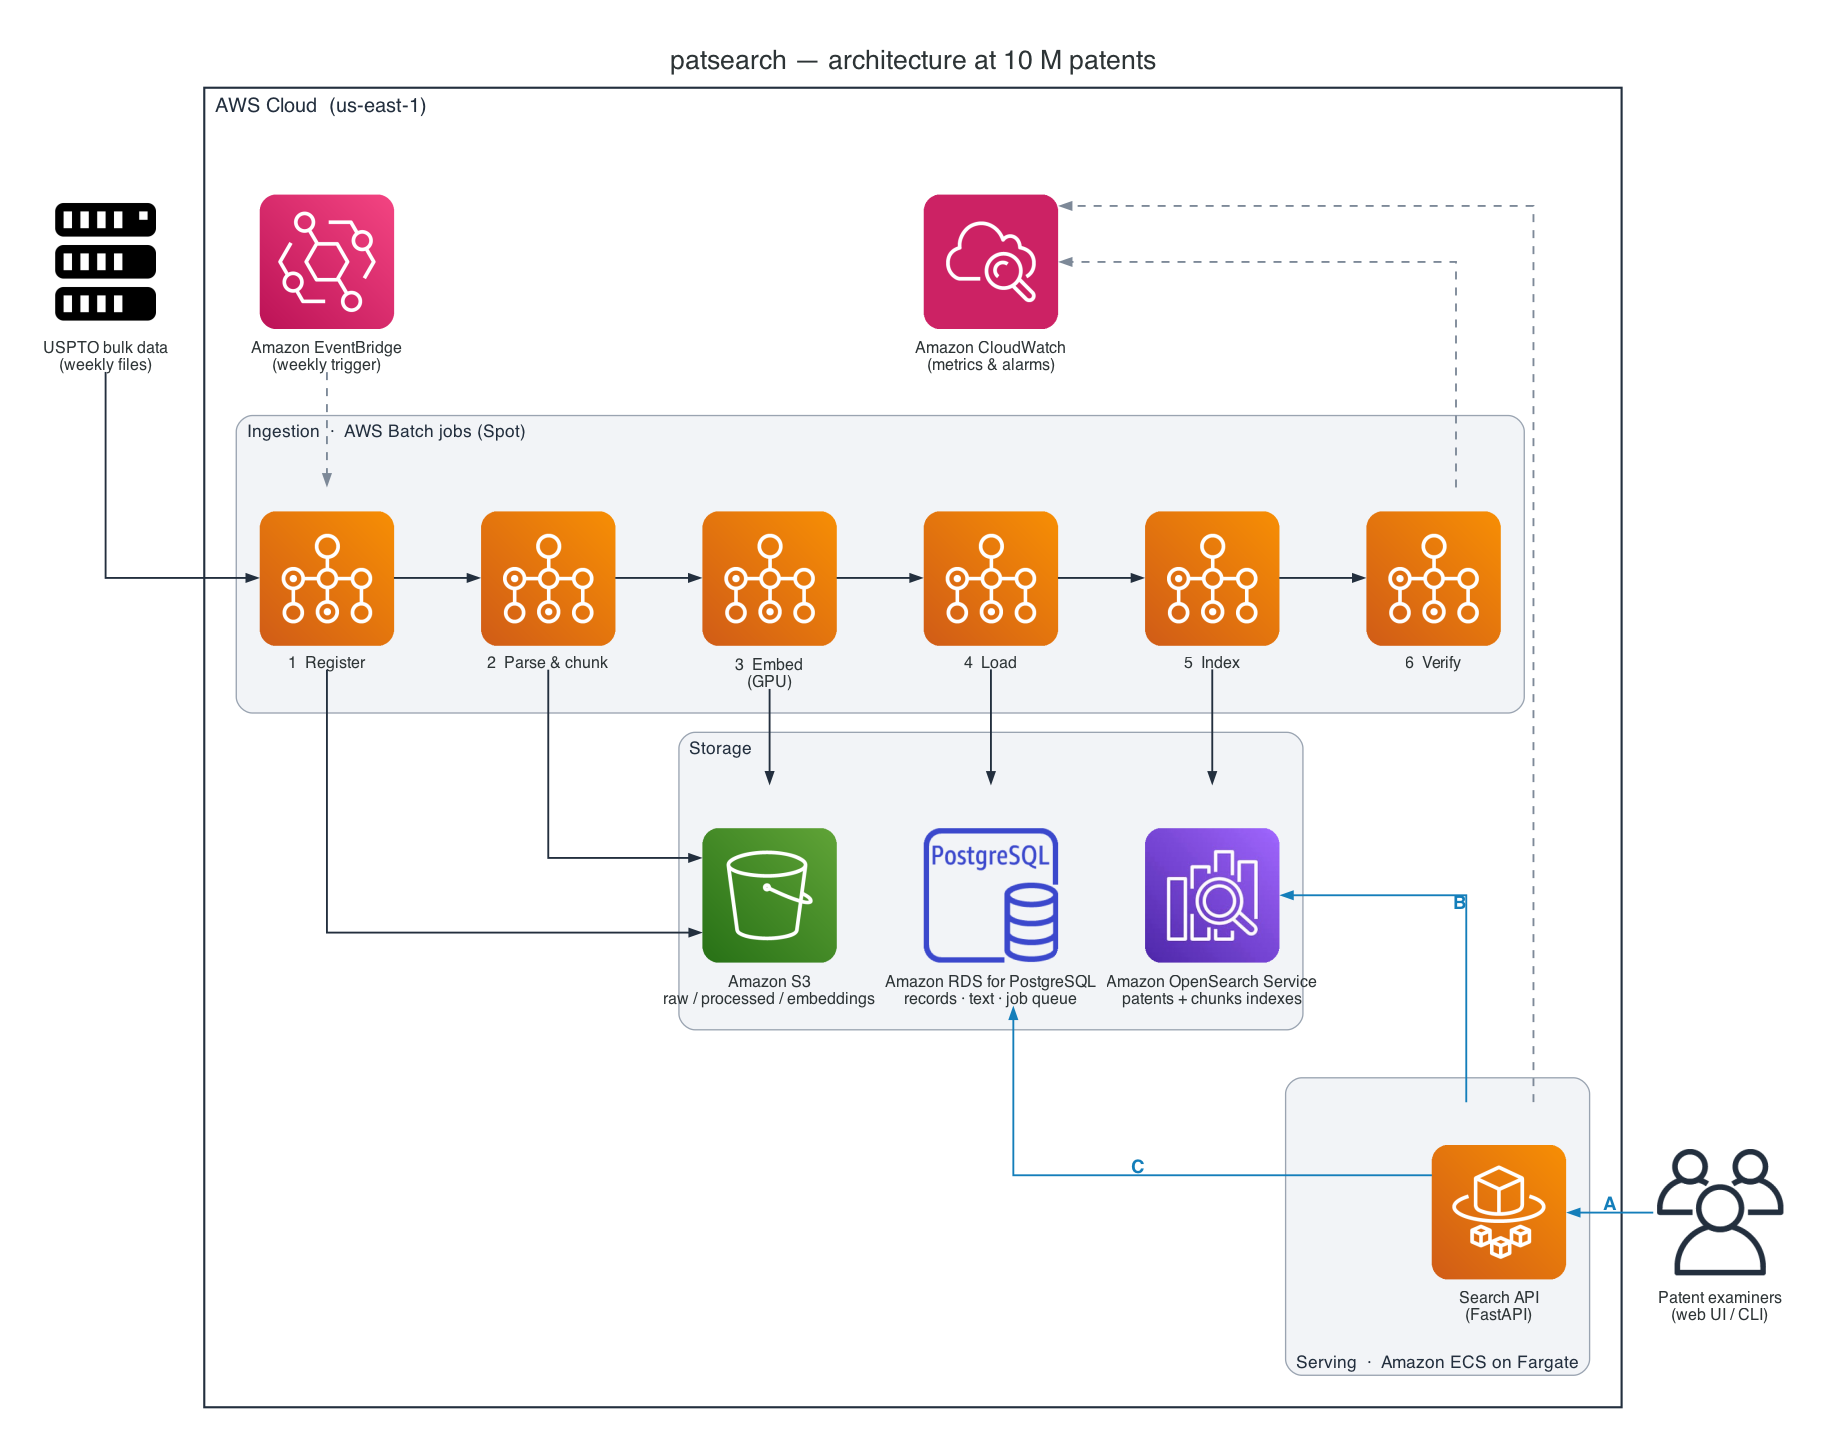 patsearch — architecture at 10 M patents
AWS Cloud (us-east-1)
USPTO bulk data
(weekly files)
Amazon EventBridge
(weekly trigger)
Amazon CloudWatch
(metrics & alarms)
Ingestion · AWS Batch jobs (Spot)
1 Register
2 Parse & chunk
3 Embed
(GPU)
4 Load
5 Index
6 Verify
Storage
PostgreSQL
Amazon S3
raw / processed / embeddings
Amazon RDS for PostgreSQL
records · text · job queue
Amazon OpenSearch Service
patents + chunks indexes
B
C
A
Search API
(FastAPI)
Patent examiners
(web UI / CLI)
Serving · Amazon ECS on Fargate